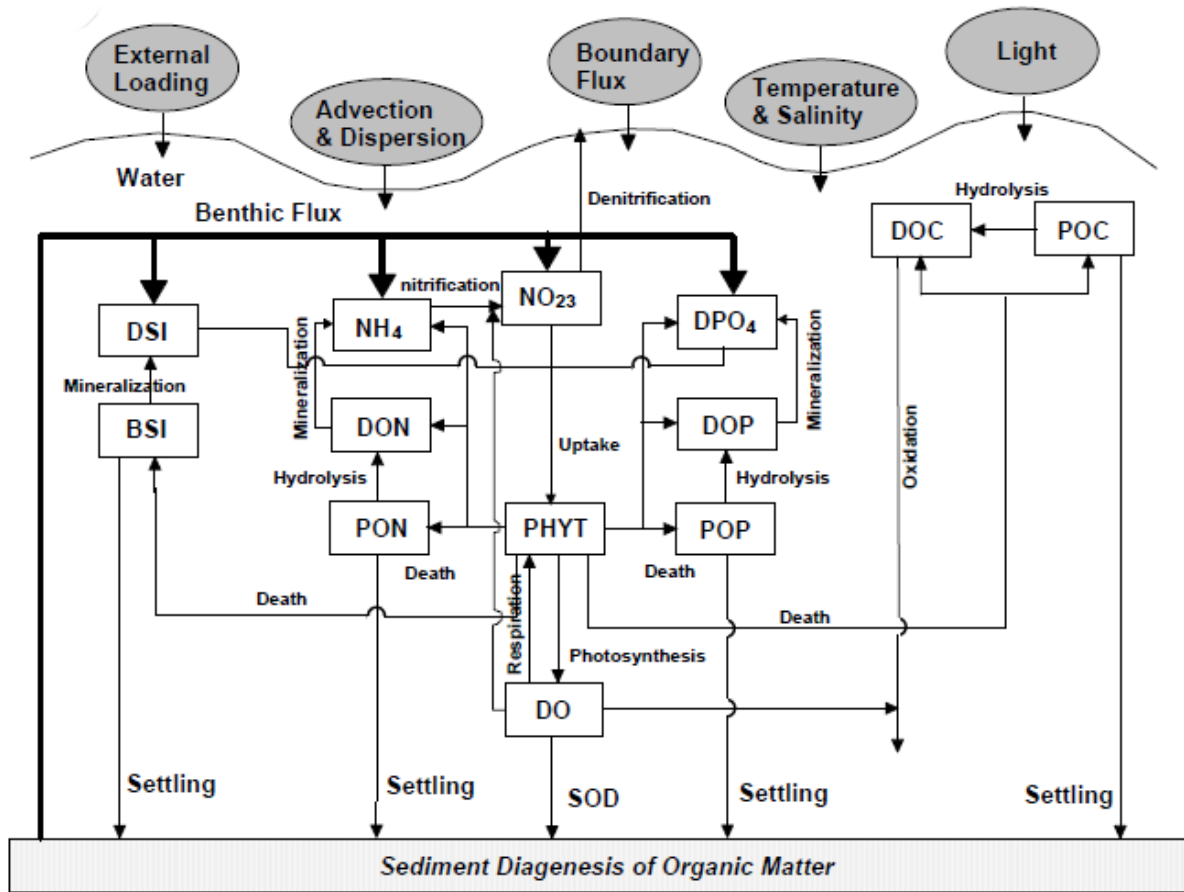 External
Loading
Boundary
Flux
Light
Advection
& Dispersion
Temperature
& Salinity
Water
Benthic Flux
Denitrification
Hydrolysis
DOC
POC
nitrification
NO₂₃
DSI
NH₄
DPO₄
Mineralization
Mineralization
Mineralization
BSI
DON
DOP
Uptake
Oxidation
Hydrolysis
Hydrolysis
PON
PHYT
POP
Death
Death
Death
Death
Respiration
Photosynthesis
DO
Settling
Settling
SOD
Settling
Settling
Sediment Diagenesis of Organic Matter